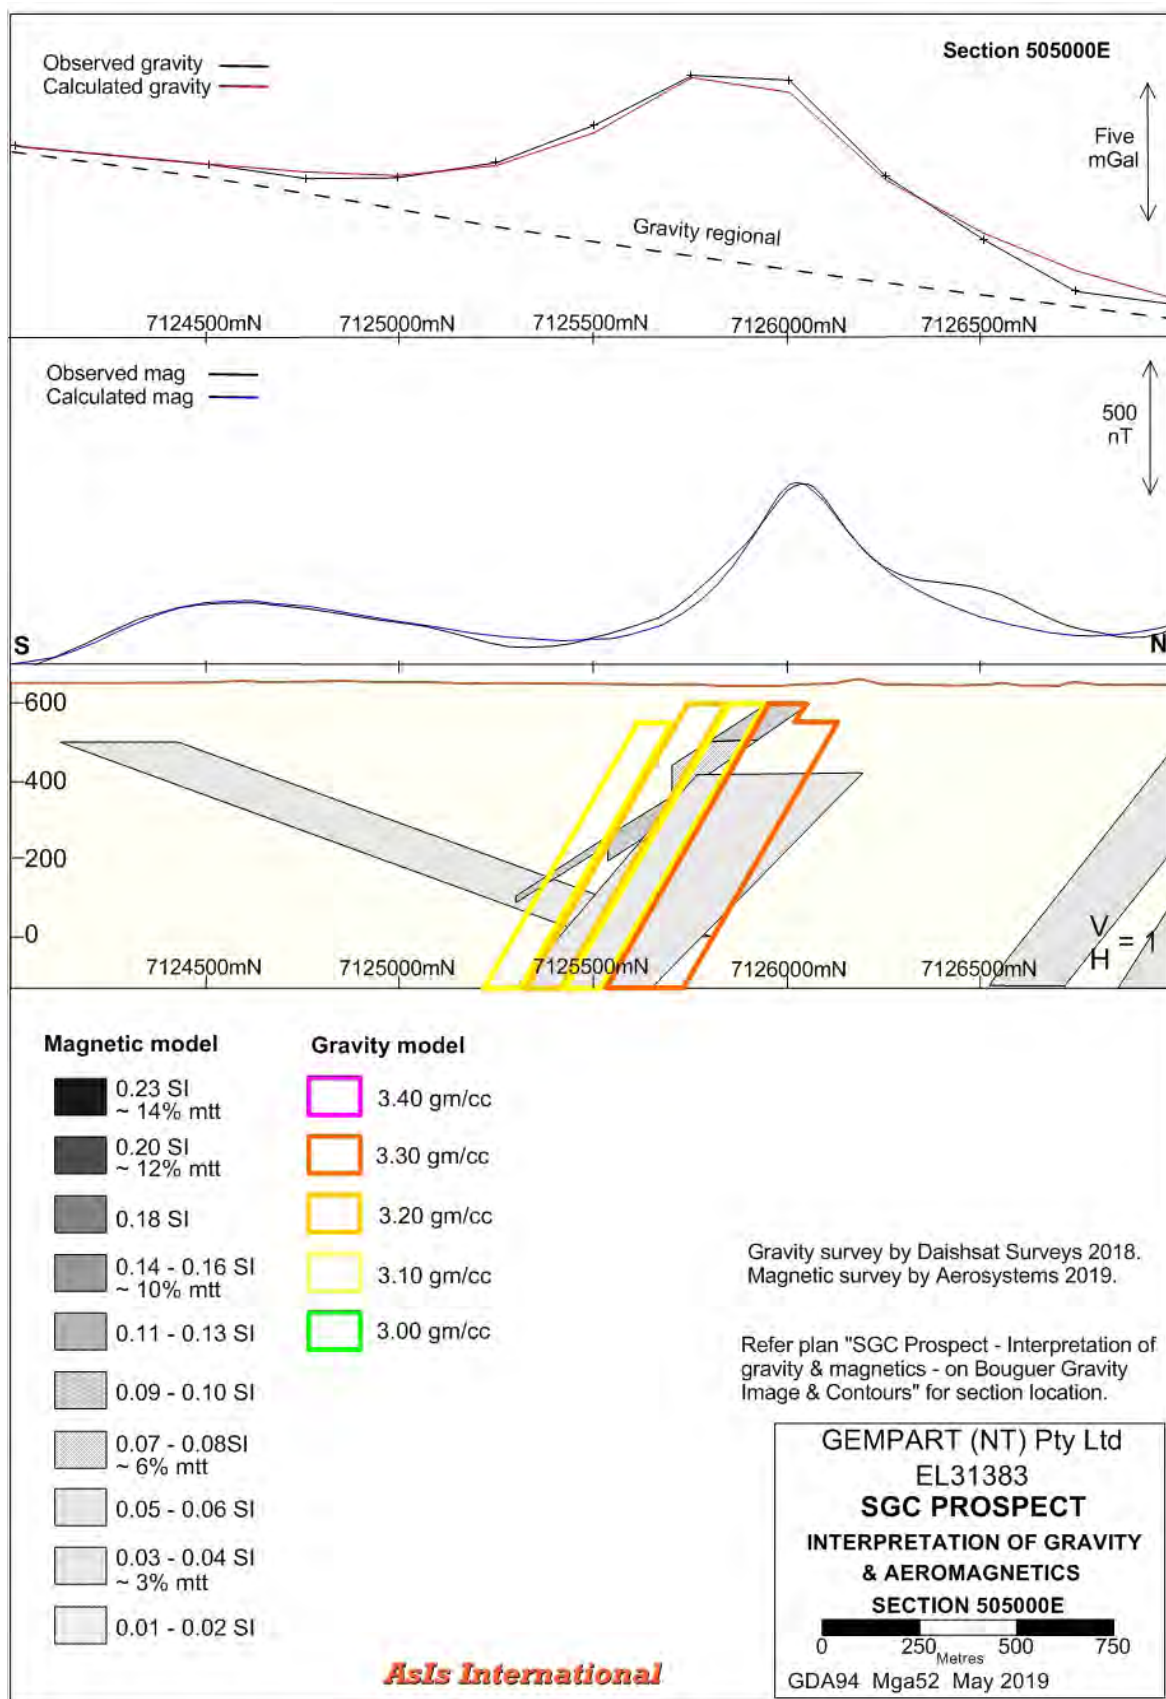 Section 505000E
Observed gravity
Calculated gravity
Five
mGal
Gravity regional
7124500mN 7125000mN 7125500mN 7126000mN 7126500mN
Observed mag
Calculated mag
500
nT
S
N
600
400
200
0
V
H = 1
7124500mN 7125000mN 7125500mN 7126000mN 7126500mN
Magnetic model
0.23 SI
~ 14% mtt
0.20 SI
~ 12% mtt
0.18 SI
0.14 - 0.16 SI
~ 10% mtt
0.11 - 0.13 SI
0.09 - 0.10 SI
0.07 - 0.08SI
~ 6% mtt
0.05 - 0.06 SI
0.03 - 0.04 SI
~ 3% mtt
0.01 - 0.02 SI
Gravity model
3.40 gm/cc
3.30 gm/cc
3.20 gm/cc
3.10 gm/cc
3.00 gm/cc
Gravity survey by Daishsat Surveys 2018.
Magnetic survey by Aerosystems 2019.
Refer plan "SGC Prospect - Interpretation of
gravity & magnetics - on Bouguer Gravity
Image & Contours" for section location.
GEMPART (NT) Pty Ltd
EL31383
SGC PROSPECT
INTERPRETATION OF GRAVITY
& AEROMAGNETICS
SECTION 505000E
0 250 500 750
Metres
GDA94 Mga52 May 2019
AsIs International